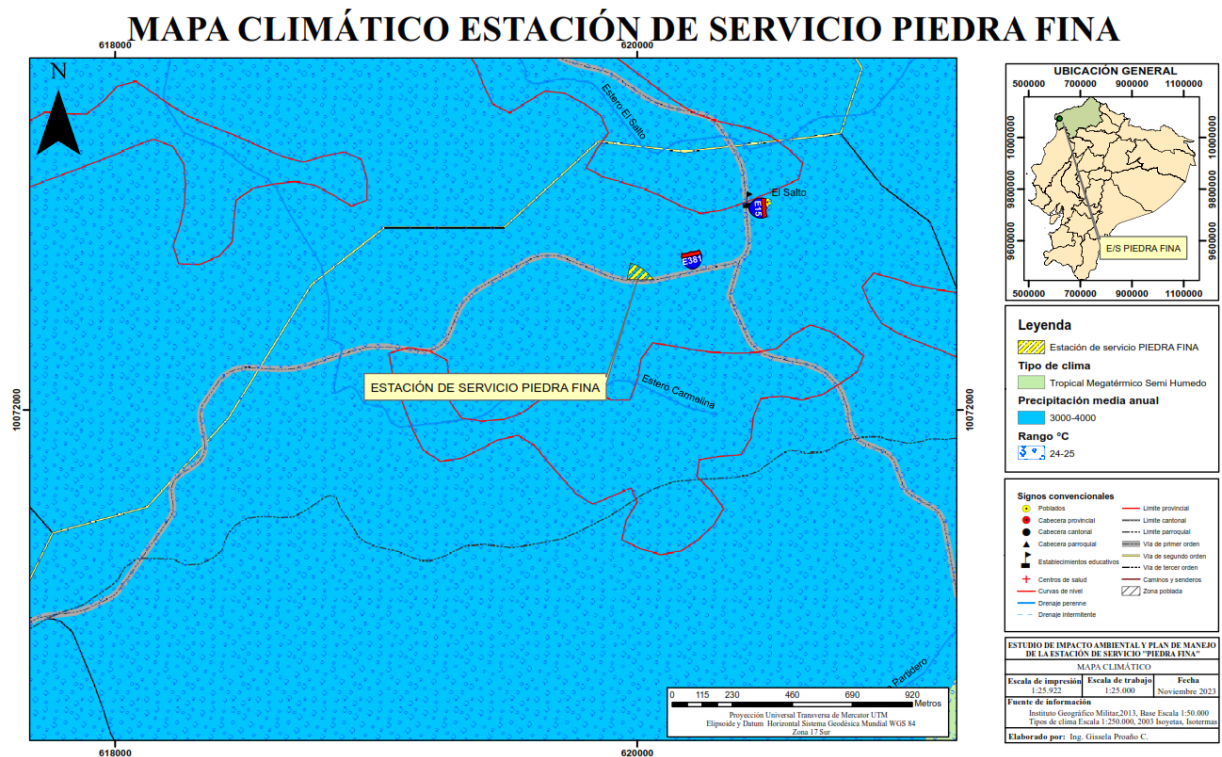 MAPA CLIMÁTICO ESTACIÓN DE SERVICIO PIEDRA FINA
618000
620000
N
Estero El Salto
El Salto
E15
E381
ESTACIÓN DE SERVICIO PIEDRA FINA
Estero Carmelina
10072000
10072000
Partidero
0 115 230 460 690 920
Metros
Proyección Universal Transversa de Mercator UTM
Elipsoide y Datum Horizontal Sistema Geodésica Mundial WGS 84
Zona 17 Sur
618000
620000
UBICACIÓN GENERAL
500000 700000 900000 1100000
10000000
9800000
9600000
10000000
9800000
9600000
E/S PIEDRA FINA
500000 700000 900000 1100000
Leyenda
Estación de servicio PIEDRA FINA
Tipo de clima
Tropical Megatérmico Semi Humedo
Precipitación media anual
3000-4000
Rango °C
24-25
Signos convencionales
Poblados
Cabecera provincial
Cabecera cantonal
Cabecera parroquial
Establecimientos educativos
Centros de salud
Curvas de nivel
Drenaje perenne
Drenaje intermitente
Límite provincial
Límite cantonal
Límite parroquial
Vía de primer orden
Vía de segundo orden
Vía de tercer orden
Caminos y senderos
Zona poblada
ESTUDIO DE IMPACTO AMBIENTAL Y PLAN DE MANEJO
DE LA ESTACIÓN DE SERVICIO "PIEDRA FINA"
MAPA CLIMÁTICO
Escala de impresión
1:25.922
Escala de trabajo
1:25.000
Fecha
Noviembre 2023
Fuente de información
Instituto Geográfico Militar,2013, Base Escala 1:50.000
Tipos de clima Escala 1:250.000, 2003 Isoyetas, Isotermas
Elaborado por: Ing. Gissela Proaño C.